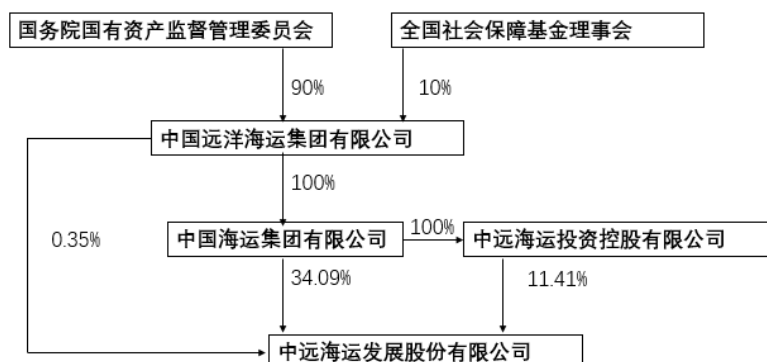 国务院国有资产监督管理委员会
全国社会保障基金理事会
90%
10%
中国远洋海运集团有限公司
100%
0.35%
中国海运集团有限公司
100%
中远海运投资控股有限公司
34.09%
11.41%
中远海运发展股份有限公司